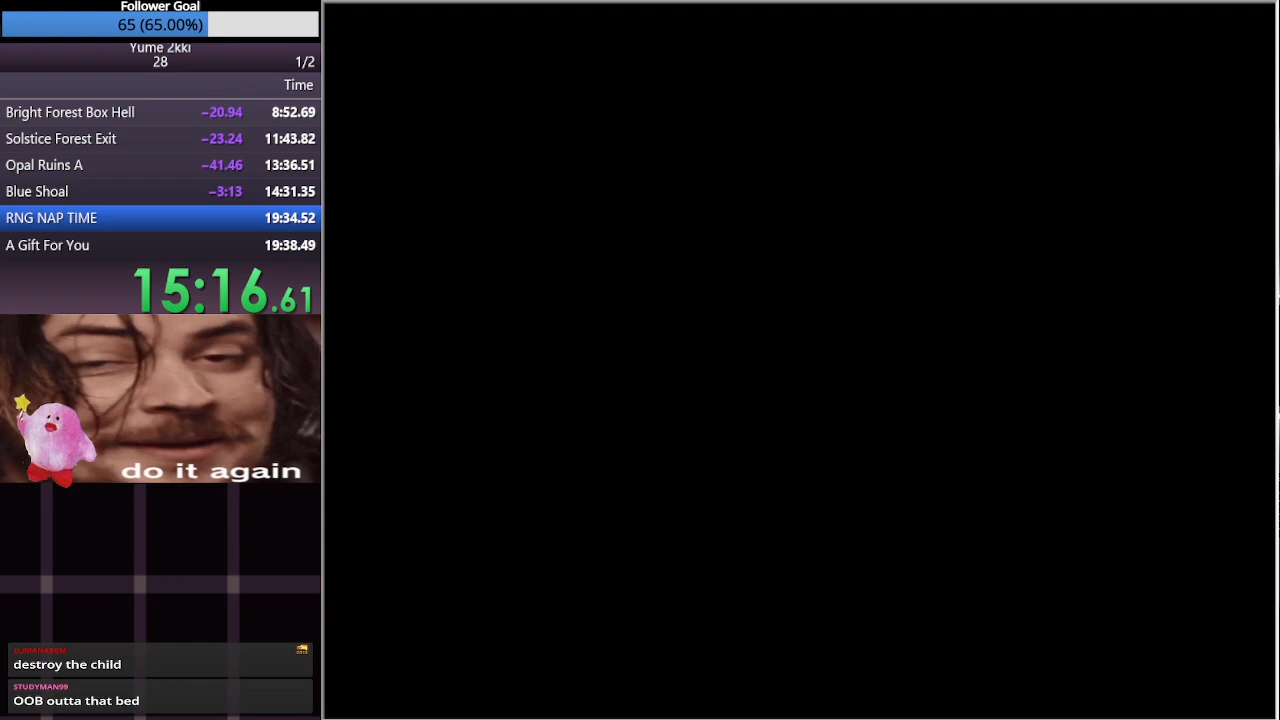 Follower Goal
65 (65.00%)
Yume 2kki
28 1/2
Time
Bright Forest Box Hell −20.94 8:52.69
Solstice Forest Exit −23.24 11:43.82
Opal Ruins A −41.46 13:36.51
Blue Shoal −3:13 14:31.35
RNG NAP TIME 19:34.52
A Gift For You 19:38.49
15:16.61
do it again
destroy the child
STUDYMAN99
OOB outta that bed